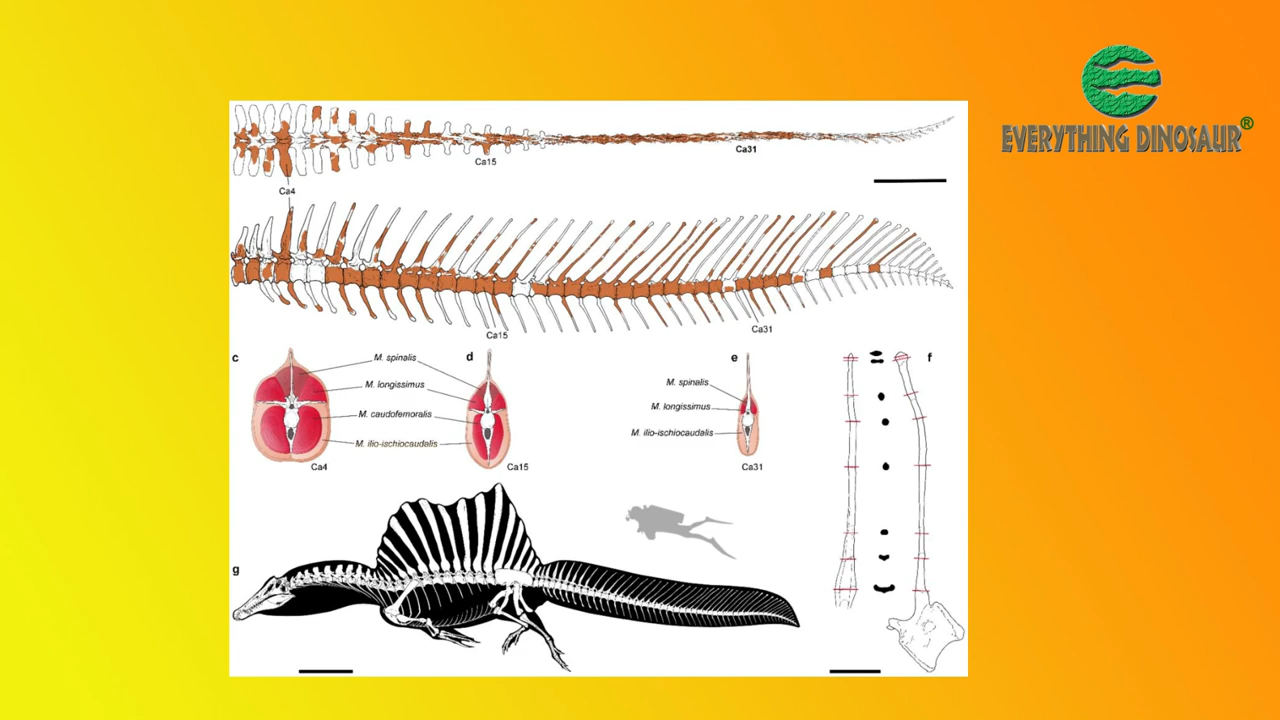 EVERYTHING DINOSAUR®
Ca31
Ca15
Ca4
Ca15
Ca31
c
M. spinalis
d
e
f
M. longissimus
M. spinalis
M. caudofemoralis
M. longissimus
M. ilio-ischiocaudalis
M. ilio-ischiocaudalis
Ca4
Ca15
Ca31
g